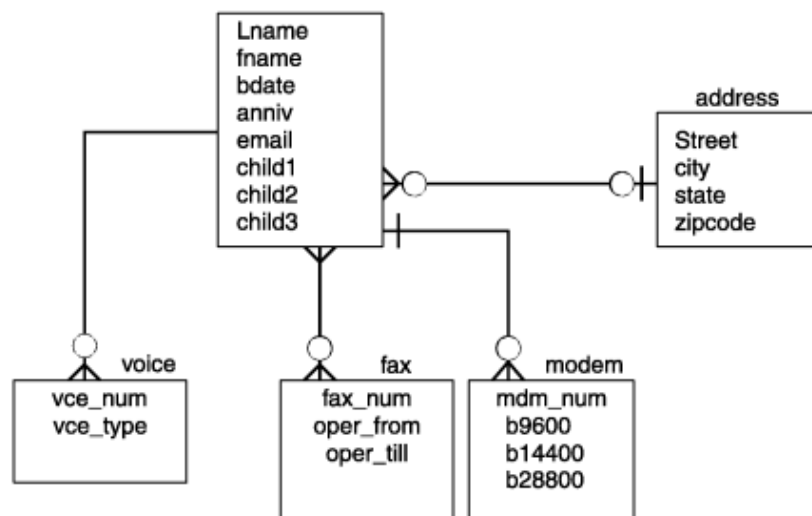 Lname
fname
bdate
anniv
email
child1
child2
child3
address
Street
city
state
zipcode
voice
vce_num
vce_type
fax
fax_num
oper_from
oper_till
modem
mdm_num
b9600
b14400
b28800